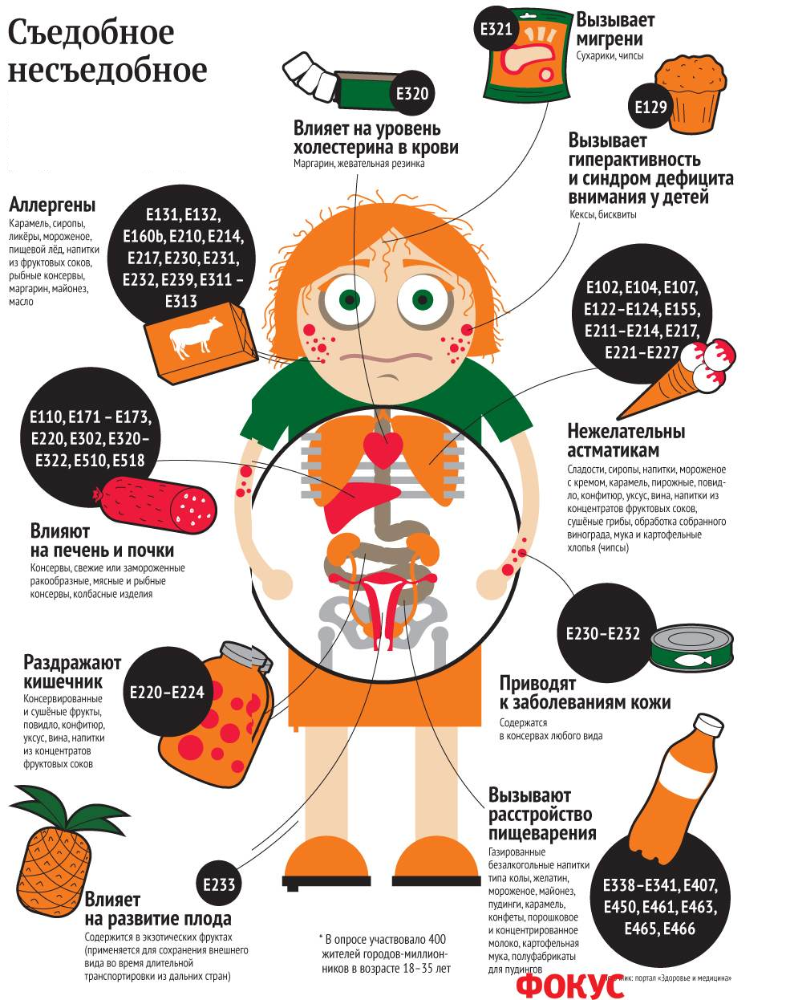 Съедобное
несъедобное
E321
Вызывает
мигрени
Сухарики, чипсы
E320
Влияет на уровень
холестерина в крови
Маргарин, жевательная резинка
E129
Вызывает
гиперактивность
и синдром дефицита
внимания у детей
Кексы, бисквиты
Аллергены
Карамель, сиропы,
ликёры, мороженое,
пищевой лёд, напитки
из фруктовых соков,
рыбные консервы,
маргарин, майонез,
масло
E131, E132,
E160b, E210, E214,
E217, E230, E231,
E232, E239, E311 –
E313
E102, E104, E107,
E122–E124, E155,
E211–E214, E217,
E221–E227
Нежелательны
астматикам
Сладости, сиропы, напитки, мороженое
с кремом, карамель, пирожные, повид-
ло, конфитюр, уксус, вина, напитки из
концентратов фруктовых соков,
сушёные грибы, обработка собранного
винограда, мука и картофельные
хлопья (чипсы)
E110, E171 – E173,
E220, E302, E320–
E322, E510, E518
Влияют
на печень и почки
Консервы, свежие или замороженные
ракообразные, мясные и рыбные
консервы, колбасные изделия
E230–E232
Приводят
к заболеваниям кожи
Содержатся
в консервах любого вида
Раздражают
кишечник
Консервированные
и сушёные фрукты,
повидло, конфитюр,
уксус, вина, напитки
из концентратов
фруктовых соков
E220–E224
Вызывают
расстройство
пищеварения
Газированные
безалкогольные напитки
типа колы, желатин,
мороженое, майонез,
пудинги, карамель,
конфеты, порошковое
и концентрированное
молоко, картофельная
мука, полуфабрикаты
для пудингов
E338–E341, E407,
E450, E461, E463,
E465, E466
E233
Влияет
на развитие плода
Содержится в экзотических фруктах
(применяется для сохранения внешнего
вида во время длительной
транспортировки из дальних стран)
* В опросе участвовало 400
жителей городов-миллион-
ников в возрасте 18–35 лет
ФОКУС
портал «Здоровье и медицина»